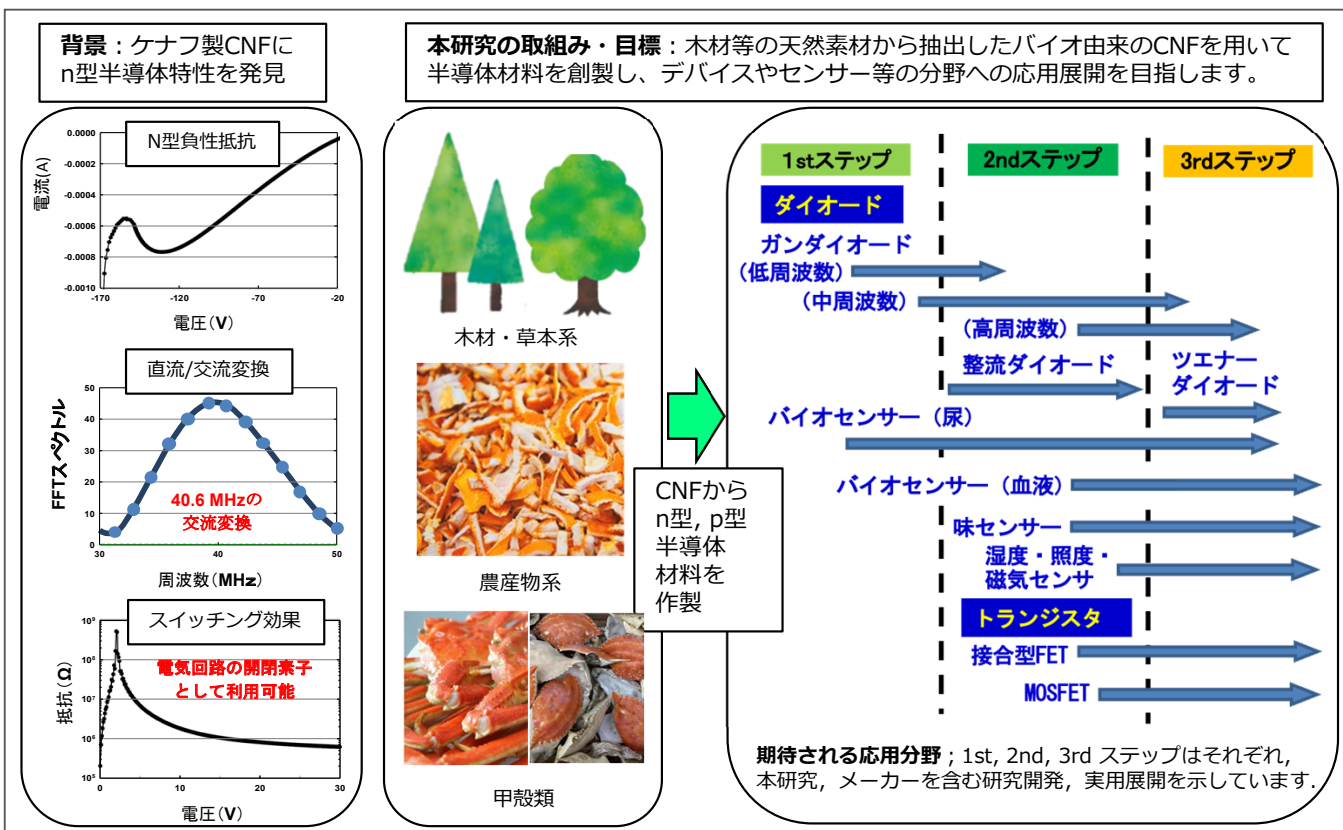 背景：ケナフ製CNFに
n型半導体特性を発見
本研究の取組み・目標：木材等の天然素材から抽出したバイオ由来のCNFを用いて
半導体材料を創製し、デバイスやセンサー等の分野への応用展開を目指します。
N型負性抵抗
電流(A)
0.0000
-0.0002
-0.0004
-0.0006
-0.0008
-0.0010
-170
-120
-70
-20
電圧(V)
直流/交流変換
FFTスペクトル
50
40
30
20
10
0
40.6 MHzの
交流変換
30
40
50
周波数(MHz)
スイッチング効果
抵抗(Ω)
10⁹
10⁸
10⁷
10⁶
10⁵
電気回路の開閉素子
として利用可能
0
10
20
30
電圧(V)
木材・草本系
農産物系
甲殻類
CNFから
n型, p型
半導体
材料を
作製
1stステップ
2ndステップ
3rdステップ
ダイオード
ガンダイオード
(低周波数)
(中周波数)
(高周波数)
整流ダイオード
ツエナー
ダイオード
バイオセンサー（尿）
バイオセンサー（血液）
味センサー
湿度・照度・
磁気センサ
トランジスタ
接合型FET
MOSFET
期待される応用分野；1st, 2nd, 3rd ステップはそれぞれ，
本研究，メーカーを含む研究開発，実用展開を示しています.